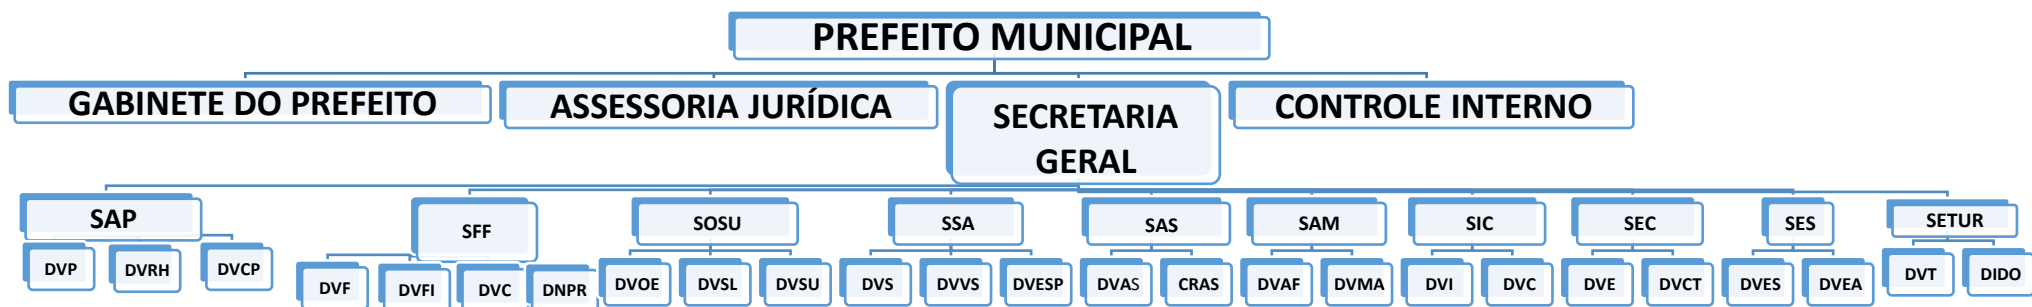 PREFEITO MUNICIPAL
GABINETE DO PREFEITO
ASSESSORIA JURÍDICA
SECRETARIA
GERAL
CONTROLE INTERNO
SAP
SFF
SOSU
SSA
SAS
SAM
SIC
SEC
SES
SETUR
DVP
DVRH
DVCP
DVF
DVFI
DVC
DNPR
DVOE
DVSL
DVSU
DVS
DVVS
DVESP
DVAS
CRAS
DVAF
DVMA
DVI
DVC
DVE
DVCT
DVES
DVEA
DVT
DIDO